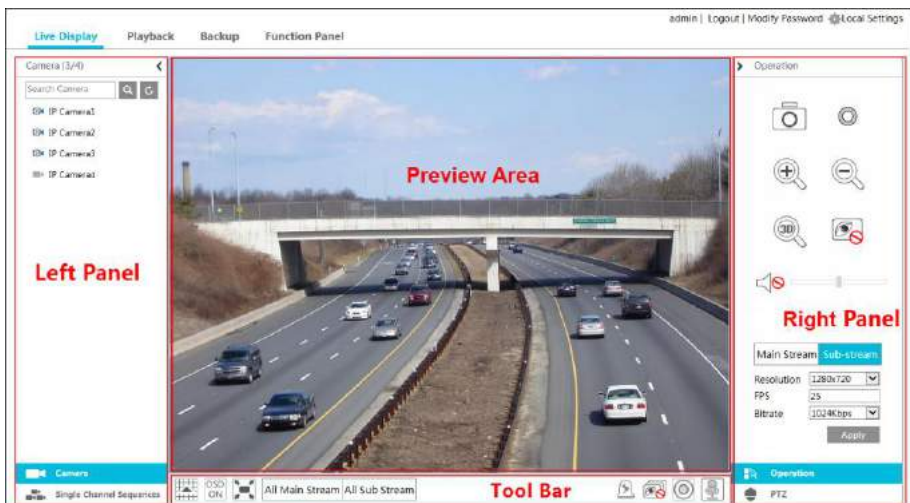 admin | Logout | Modify Password Local Settings
Live Display Playback Backup Function Panel
Camera (3/4)
Search Camera
IP Camera1
IP Camera2
IP Camera3
IP Camera4
Left Panel
Preview Area
Operation
3D
Right Panel
Main Stream Sub-stream
Resolution 1280x720
FPS 25
Bitrate 1024Kbps
Apply
Camera
Single Channel Sequences
OSD
ON
All Main Stream All Sub Stream
Tool Bar
Operation
PTZ